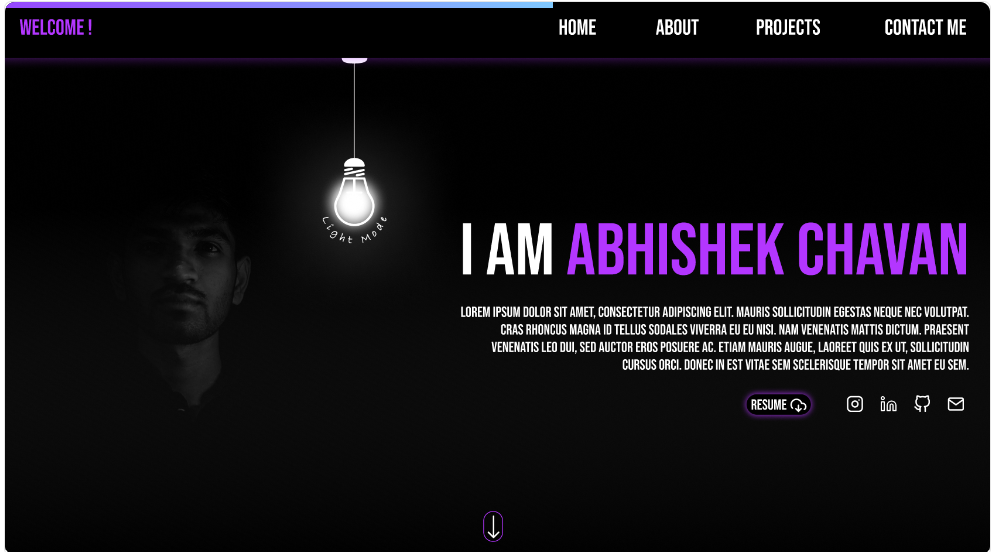 WELCOME !
HOME
ABOUT
PROJECTS
CONTACT ME
Light Mode
I AM ABHISHEK CHAVAN
LOREM IPSUM DOLOR SIT AMET, CONSECTETUR ADIPISCING ELIT. MAURIS SOLLICITUDIN EGESTAS NEQUE NEC VOLUTPAT.
CRAS RHONCUS MAGNA ID TELLUS SODALES VIVERRA EU EU NISI. NAM VENENATIS MATTIS DICTUM. PRAESENT
VENENATIS LEO DUI, SED AUCTOR EROS POSUERE AC. ETIAM MAURIS AUGUE, LAOREET QUIS EX UT, SOLLICITUDIN
CURSUS ORCI. DONEC IN EST VITAE SEM SCELERISQUE TEMPOR SIT AMET EU SEM.
RESUME